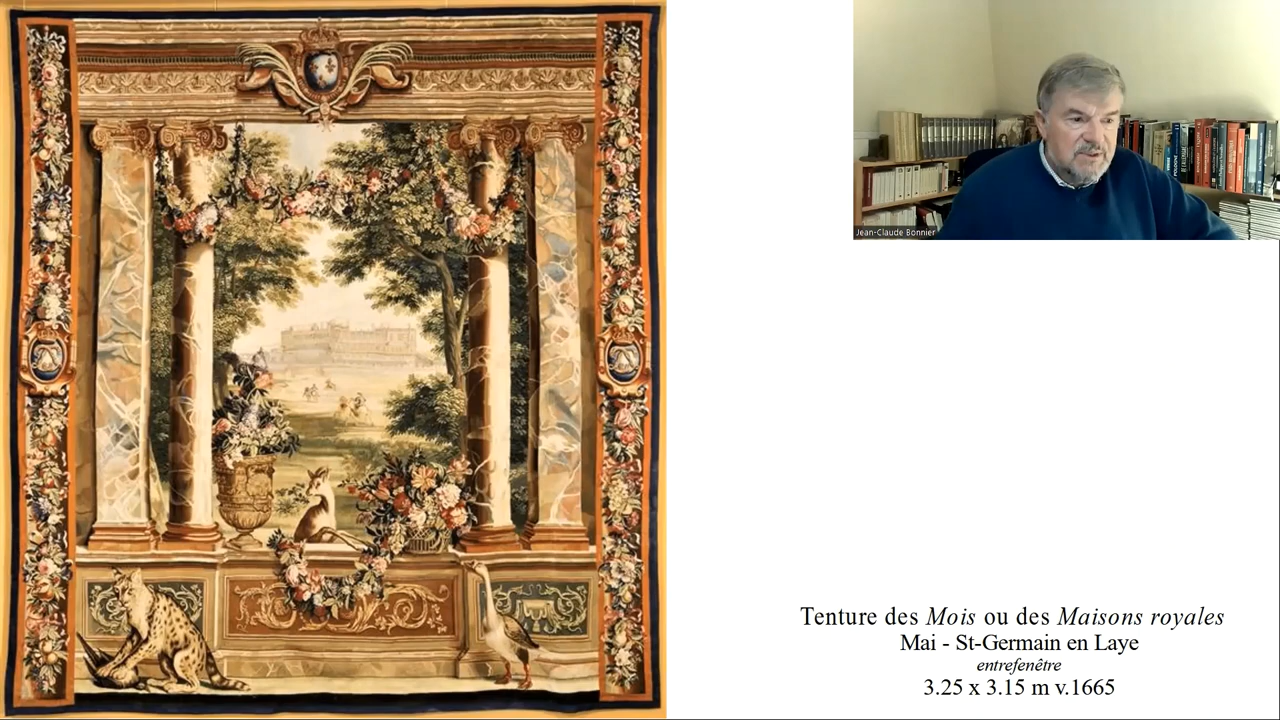 Jean-Claude Bonnier
Tenture des Mois ou des Maisons royales
Mai - St-Germain en Laye
entrefenêtre
3.25 x 3.15 m v.1665